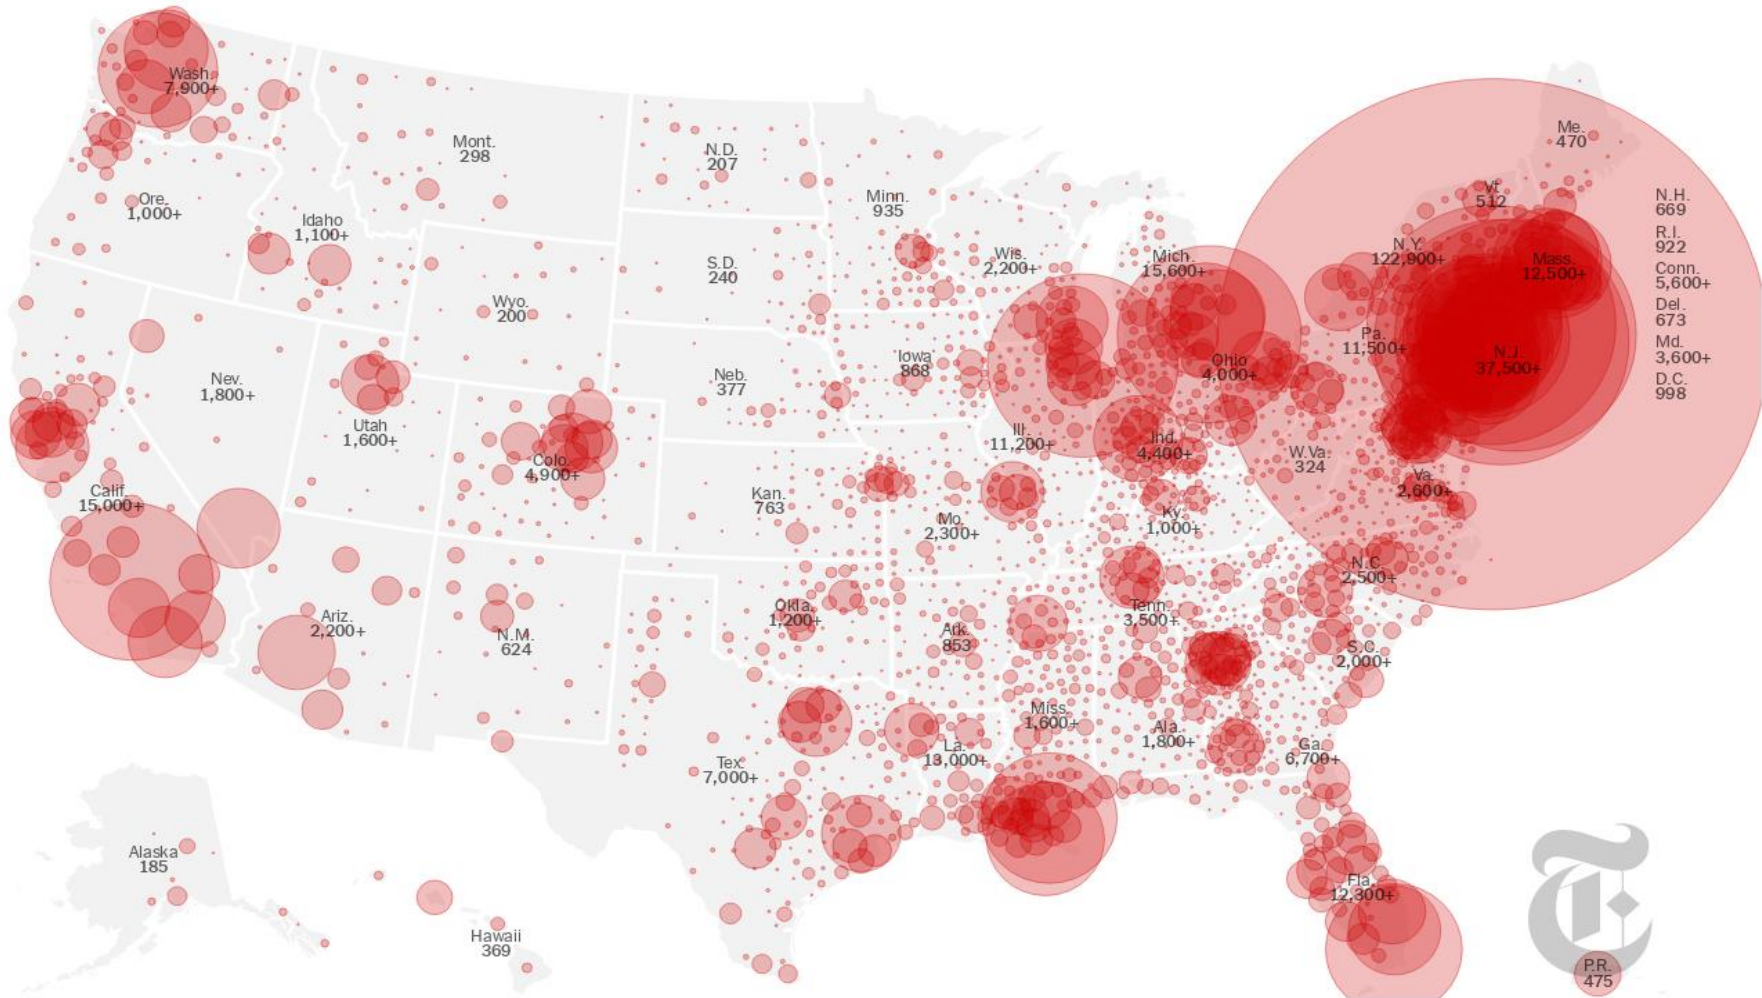 Wash.
7,900+
Mont.
298
N.D.
207
Minn.
935
Me.
470
Vt.
512
N.H.
669
R.I.
922
Conn.
5,600+
Del.
673
Md.
3,600+
D.C.
998
Ore.
1,000+
Idaho
1,100+
S.D.
240
Wis.
2,200+
Mich.
15,600+
N.Y.
122,900+
Mass.
12,500+
Wyo.
200
Iowa
868
Ohio
4,000+
Pa.
11,500+
N.J.
37,500+
Nev.
1,800+
Utah
1,600+
Neb.
377
Colo.
4,900+
Ill.
11,200+
Ind.
4,400+
W.Va.
324
Va.
2,600+
Calif.
15,000+
Kan.
763
Mo.
2,300+
Ky.
1,000+
N.C.
2,500+
Ariz.
2,200+
N.M.
624
Okla.
1,200+
Ark.
853
Tenn.
3,500+
S.C.
2,000+
Tex.
7,000+
La.
13,000+
Miss.
1,600+
Ala.
1,800+
Ga.
6,700+
Alaska
185
Hawaii
369
Fla.
12,300+
T
P.R.
475